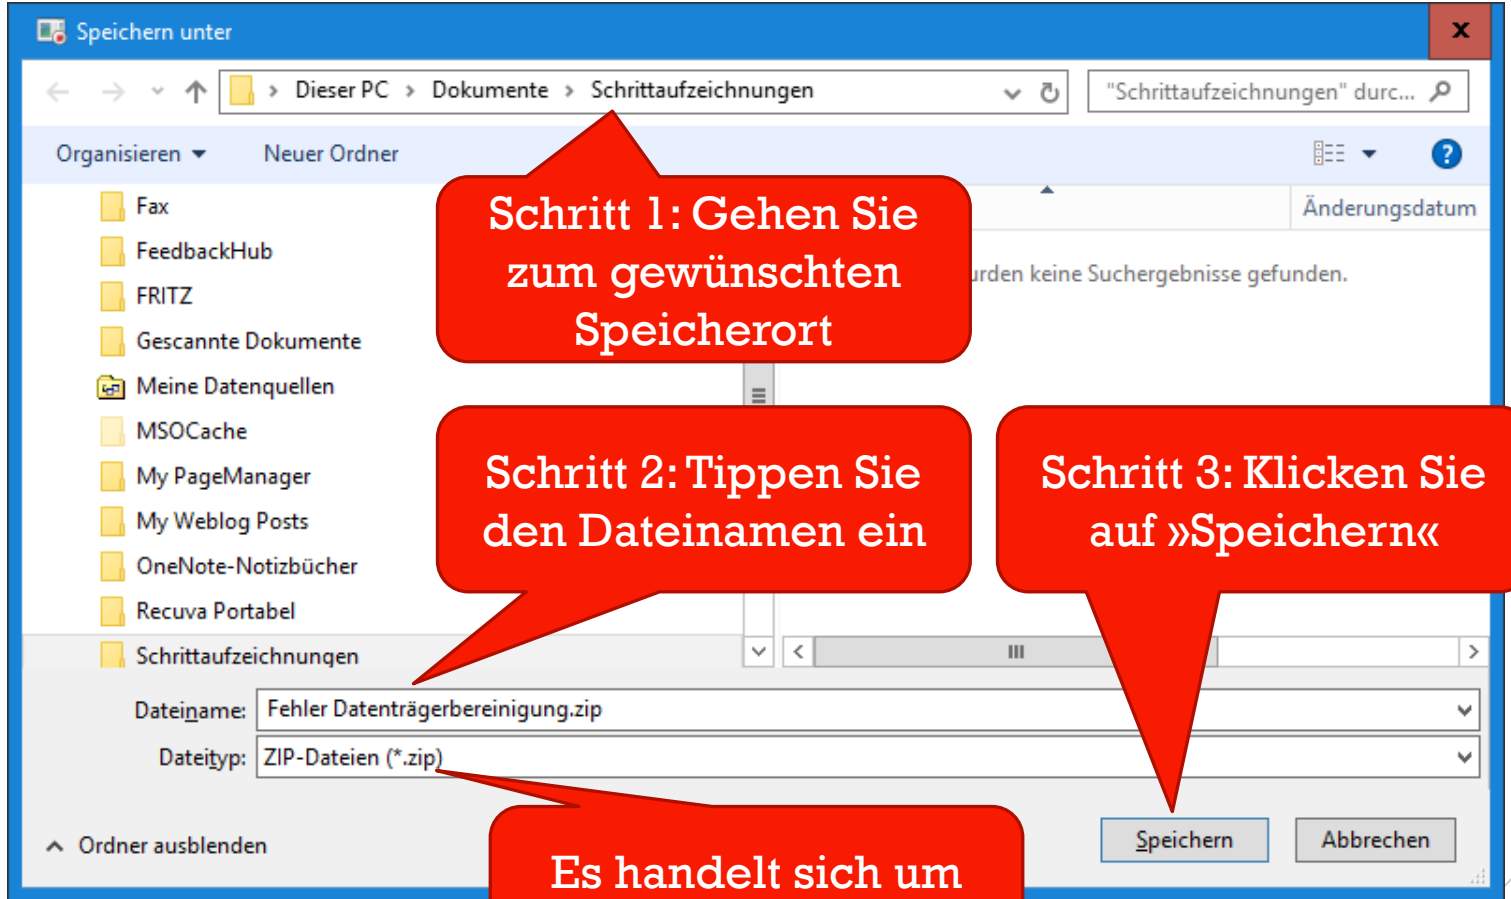 Speichern unter
x
Dieser PC > Dokumente > Schrittaufzeichnungen
"Schrittaufzeichnungen" durc...
Organisieren
Neuer Ordner
?
Schritt 1: Gehen Sie
zum gewünschten
Speicherort
Änderungsdatum
keine Suchergebnisse gefunden.
Fax
FeedbackHub
FRITZ
Gescannte Dokumente
Meine Datenquellen
MSOCache
My PageManager
My Weblog Posts
OneNote-Notizbücher
Recuva Portabel
Schrittaufzeichnungen
Schritt 2: Tippen Sie
den Dateinamen ein
Schritt 3: Klicken Sie
auf »Speichern«
Dateiname: Fehler Datenträgerbereinigung.zip
Dateityp: ZIP-Dateien (*.zip)
Ordner ausblenden
Es handelt sich um
Speichern
Abbrechen